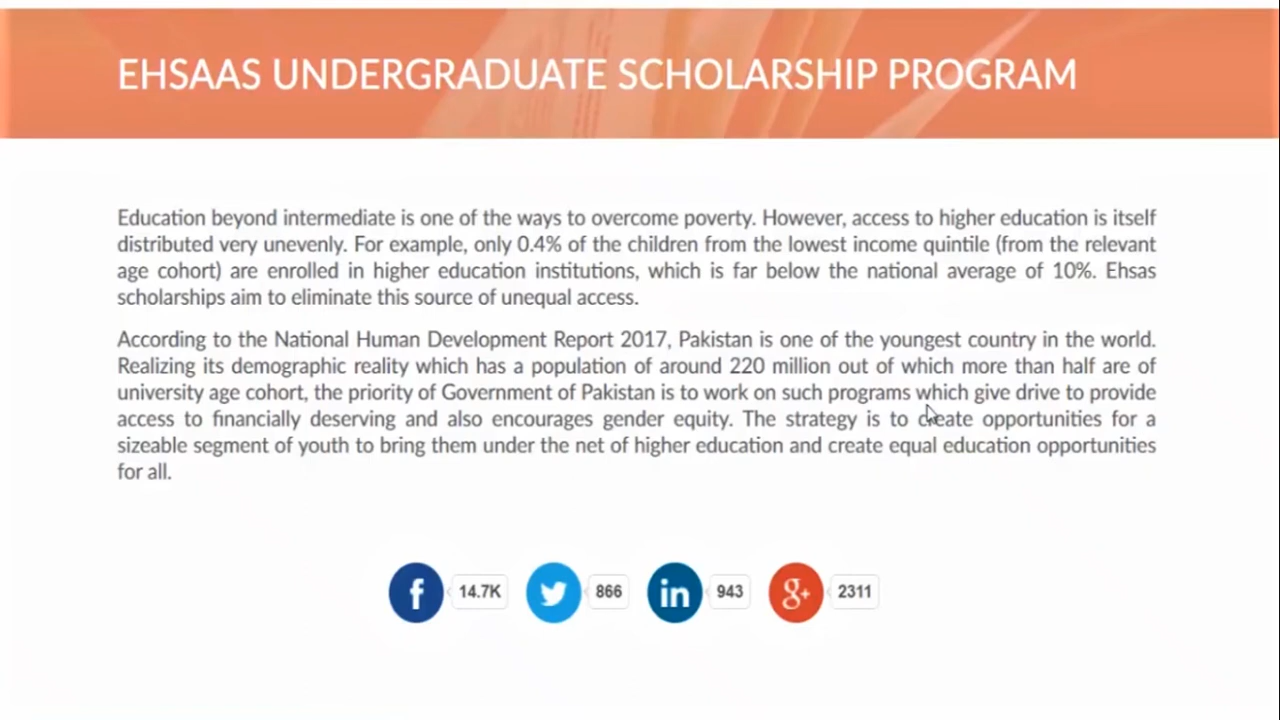 EHSAAS UNDERGRADUATE SCHOLARSHIP PROGRAM
Education beyond intermediate is one of the ways to overcome poverty. However, access to higher education is itself
distributed very unevenly. For example, only 0.4% of the children from the lowest income quintile (from the relevant
age cohort) are enrolled in higher education institutions, which is far below the national average of 10%. Ehsas
scholarships aim to eliminate this source of unequal access.
According to the National Human Development Report 2017, Pakistan is one of the youngest country in the world.
Realizing its demographic reality which has a population of around 220 million out of which more than half are of
university age cohort, the priority of Government of Pakistan is to work on such programs which give drive to provide
access to financially deserving and also encourages gender equity. The strategy is to create opportunities for a
sizeable segment of youth to bring them under the net of higher education and create equal education opportunities
for all.
f 14.7K 866 in 943 g+ 2311